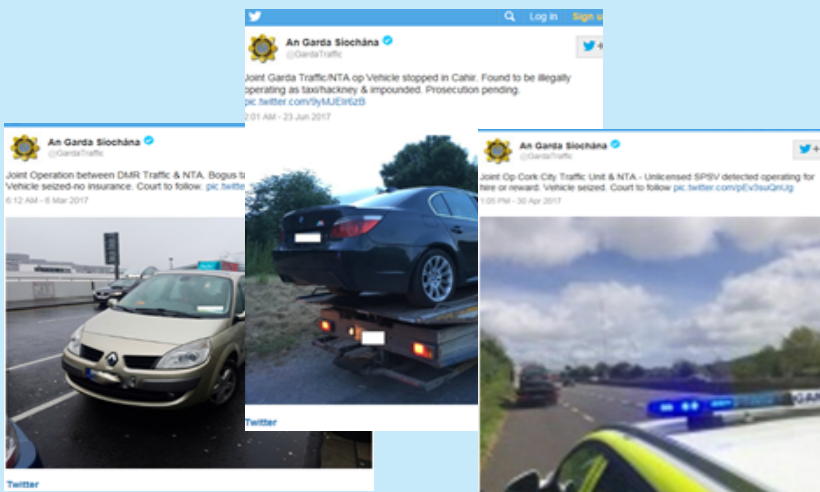 Log in Sign u
An Garda Síochána
@GardaTraffic
Joint Garda Traffic/NTA op Vehicle stopped in Cahir. Found to be illegally
operating as taxi/hackney & impounded. Prosecution pending.
pic.twitter.com/9yMJElr6zB
2:01 AM - 23 Jun 2017
Twitter
An Garda Síochána
@GardaTraffic
Joint Operation between DMR Traffic & NTA. Bogus ta
Vehicle seized-no insurance. Court to follow. pic.twitte
6:12 AM - 6 Mar 2017
Twitter
An Garda Síochána
@GardaTraffic
Joint Op Cork City Traffic Unit & NTA - Unlicensed SPSV detected operating for
hire or reward. Vehicle seized. Court to follow pic.twitter.com/pEv3suQnUg
1:05 PM - 30 Apr 2017